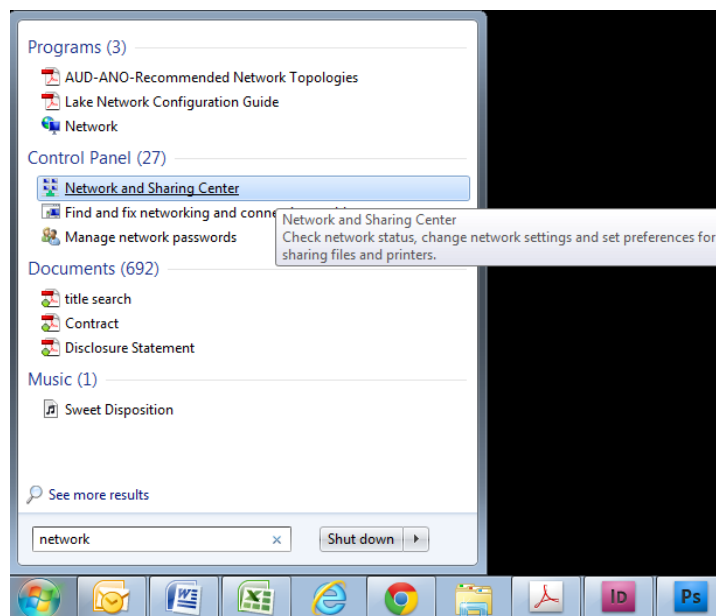 Programs (3)
AUD-ANO-Recommended Network Topologies
Lake Network Configuration Guide
Network
Control Panel (27)
Network and Sharing Center
Find and fix networking and conne
Network and Sharing Center
Check network status, change network settings and set preferences for
sharing files and printers.
Manage network passwords
Documents (692)
title search
Contract
Disclosure Statement
Music (1)
Sweet Disposition
See more results
network
Shut down
ID
Ps